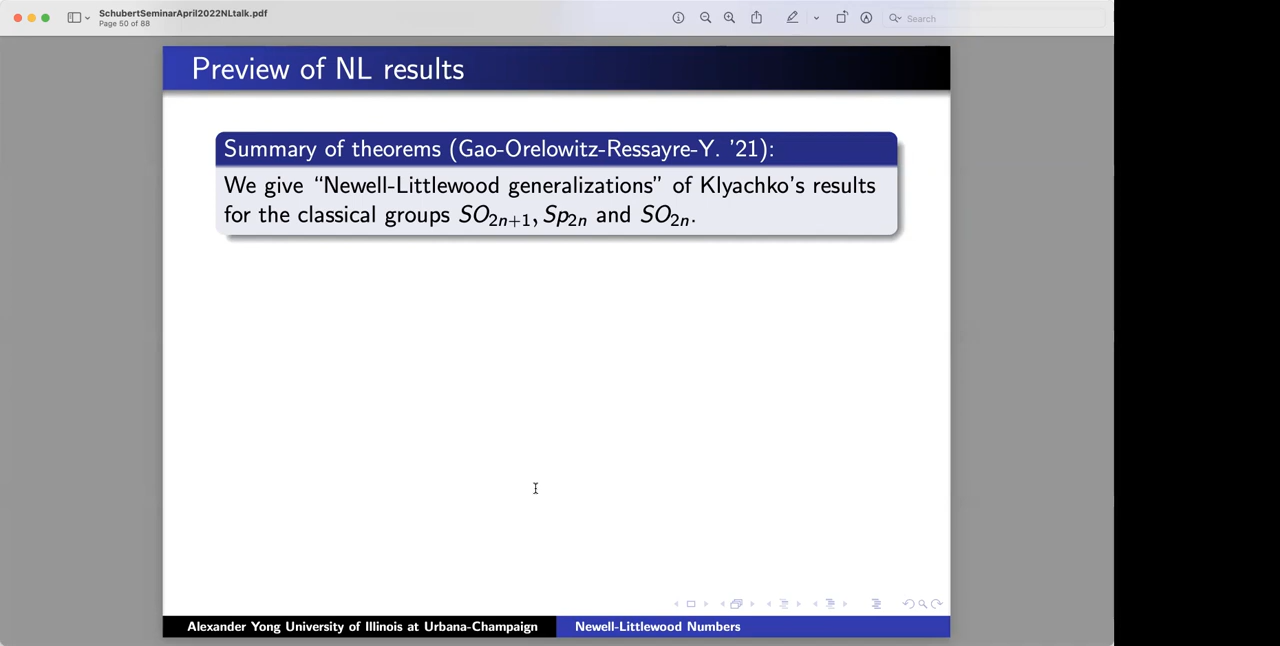 SchubertSeminarApril2022NLtalk.pdf
Page 50 of 88
Search
Preview of NL results
Summary of theorems (Gao-Orelowitz-Ressayre-Y. '21):
We give “Newell-Littlewood generalizations” of Klyachko's results
for the classical groups SO₂ₙ₊₁, Sp₂ₙ and SO₂ₙ.
Alexander Yong University of Illinois at Urbana-Champaign
Newell-Littlewood Numbers